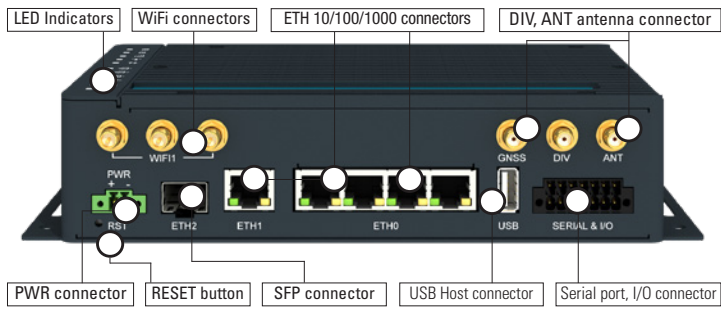 LED Indicators
WiFi connectors
ETH 10/100/1000 connectors
DIV, ANT antenna connector
WIFI1
GNSS
DIV
ANT
PWR
+ -
RST
ETH2
ETH1
ETH0
USB
SERIAL & I/O
PWR connector
RESET button
SFP connector
USB Host connector
Serial port, I/O connector